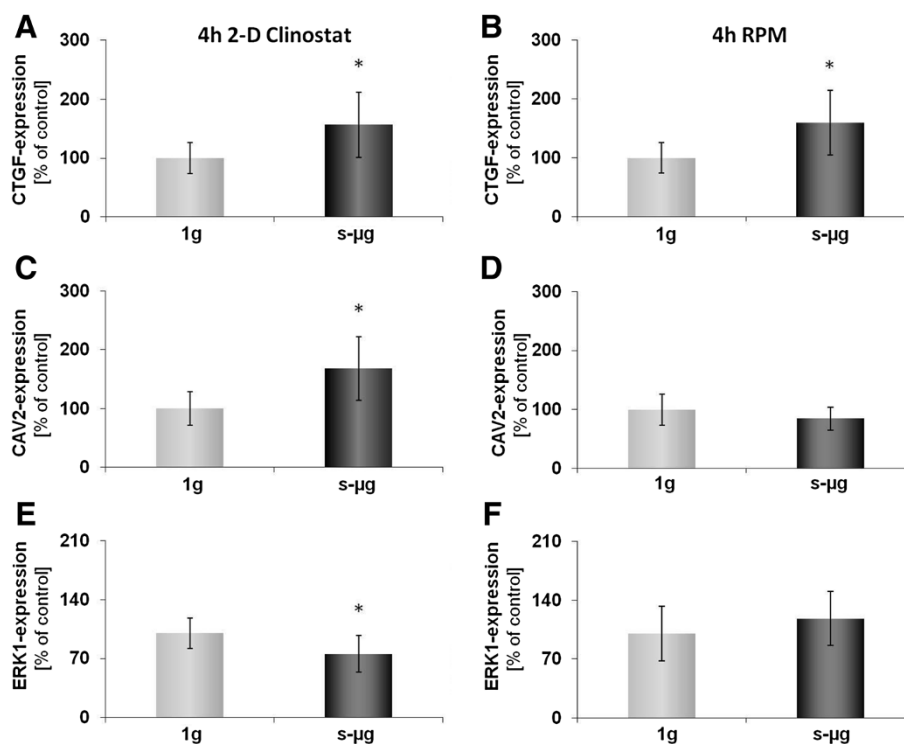 A
4h 2-D Clinostat
CTGF-expression
[% of control]
300
200
100
0
1g
s-µg
*
B
4h RPM
CTGF-expression
[% of control]
300
200
100
0
1g
s-µg
*
C
CAV2-expression
[% of control]
300
200
100
0
1g
s-µg
*
D
CAV2-expression
[% of control]
300
200
100
0
1g
s-µg
E
ERK1-expression
[% of control]
210
140
70
0
1g
s-µg
*
F
ERK1-expression
[% of control]
210
140
70
0
1g
s-µg